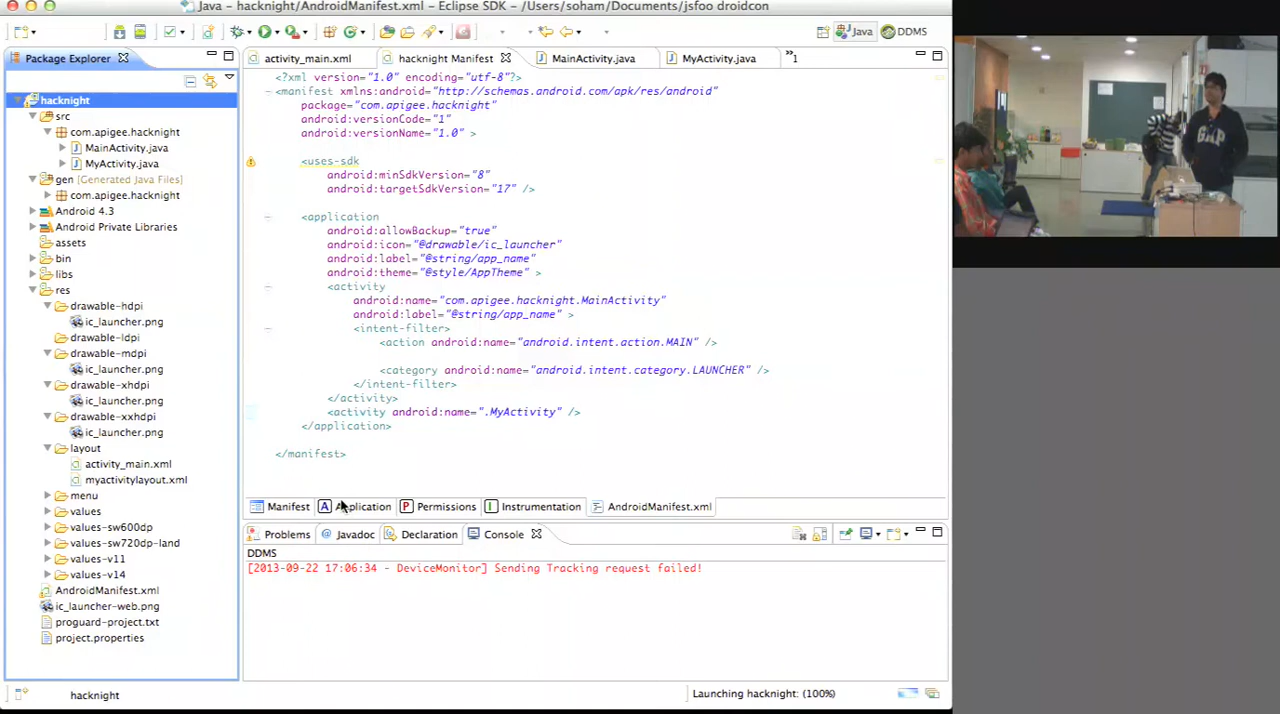 Java - hacknight/AndroidManifest.xml - Eclipse SDK - /Users/soham/Documents/jsfoo droidcon
Java
DDMS
Package Explorer
activity_main.xml
hacknight Manifest
MainActivity.java
MyActivity.java
»1
hacknight
src
com.apigee.hacknight
MainActivity.java
MyActivity.java
gen [Generated Java Files]
com.apigee.hacknight
Android 4.3
Android Private Libraries
assets
bin
libs
res
drawable-hdpi
ic_launcher.png
drawable-ldpi
drawable-mdpi
ic_launcher.png
drawable-xhdpi
ic_launcher.png
drawable-xxhdpi
ic_launcher.png
layout
activity_main.xml
myactivitylayout.xml
menu
values
values-sw600dp
values-sw720dp-land
values-v11
values-v14
AndroidManifest.xml
ic_launcher-web.png
proguard-project.txt
project.properties
<?xml version="1.0" encoding="utf-8"?>
<manifest xmlns:android="http://schemas.android.com/apk/res/android"
package="com.apigee.hacknight"
android:versionCode="1"
android:versionName="1.0" >
<uses-sdk
android:minSdkVersion="8"
android:targetSdkVersion="17" />
<application
android:allowBackup="true"
android:icon="@drawable/ic_launcher"
android:label="@string/app_name"
android:theme="@style/AppTheme" >
<activity
android:name="com.apigee.hacknight.MainActivity"
android:label="@string/app_name" >
<intent-filter>
<action android:name="android.intent.action.MAIN" />
<category android:name="android.intent.category.LAUNCHER" />
</intent-filter>
</activity>
<activity android:name=".MyActivity" />
</application>
</manifest>
Manifest
A Application
P Permissions
I Instrumentation
AndroidManifest.xml
Problems
@ Javadoc
Declaration
Console
DDMS
[2013-09-22 17:06:34 - DeviceMonitor] Sending Tracking request failed!
hacknight
Launching hacknight: (100%)
GAP